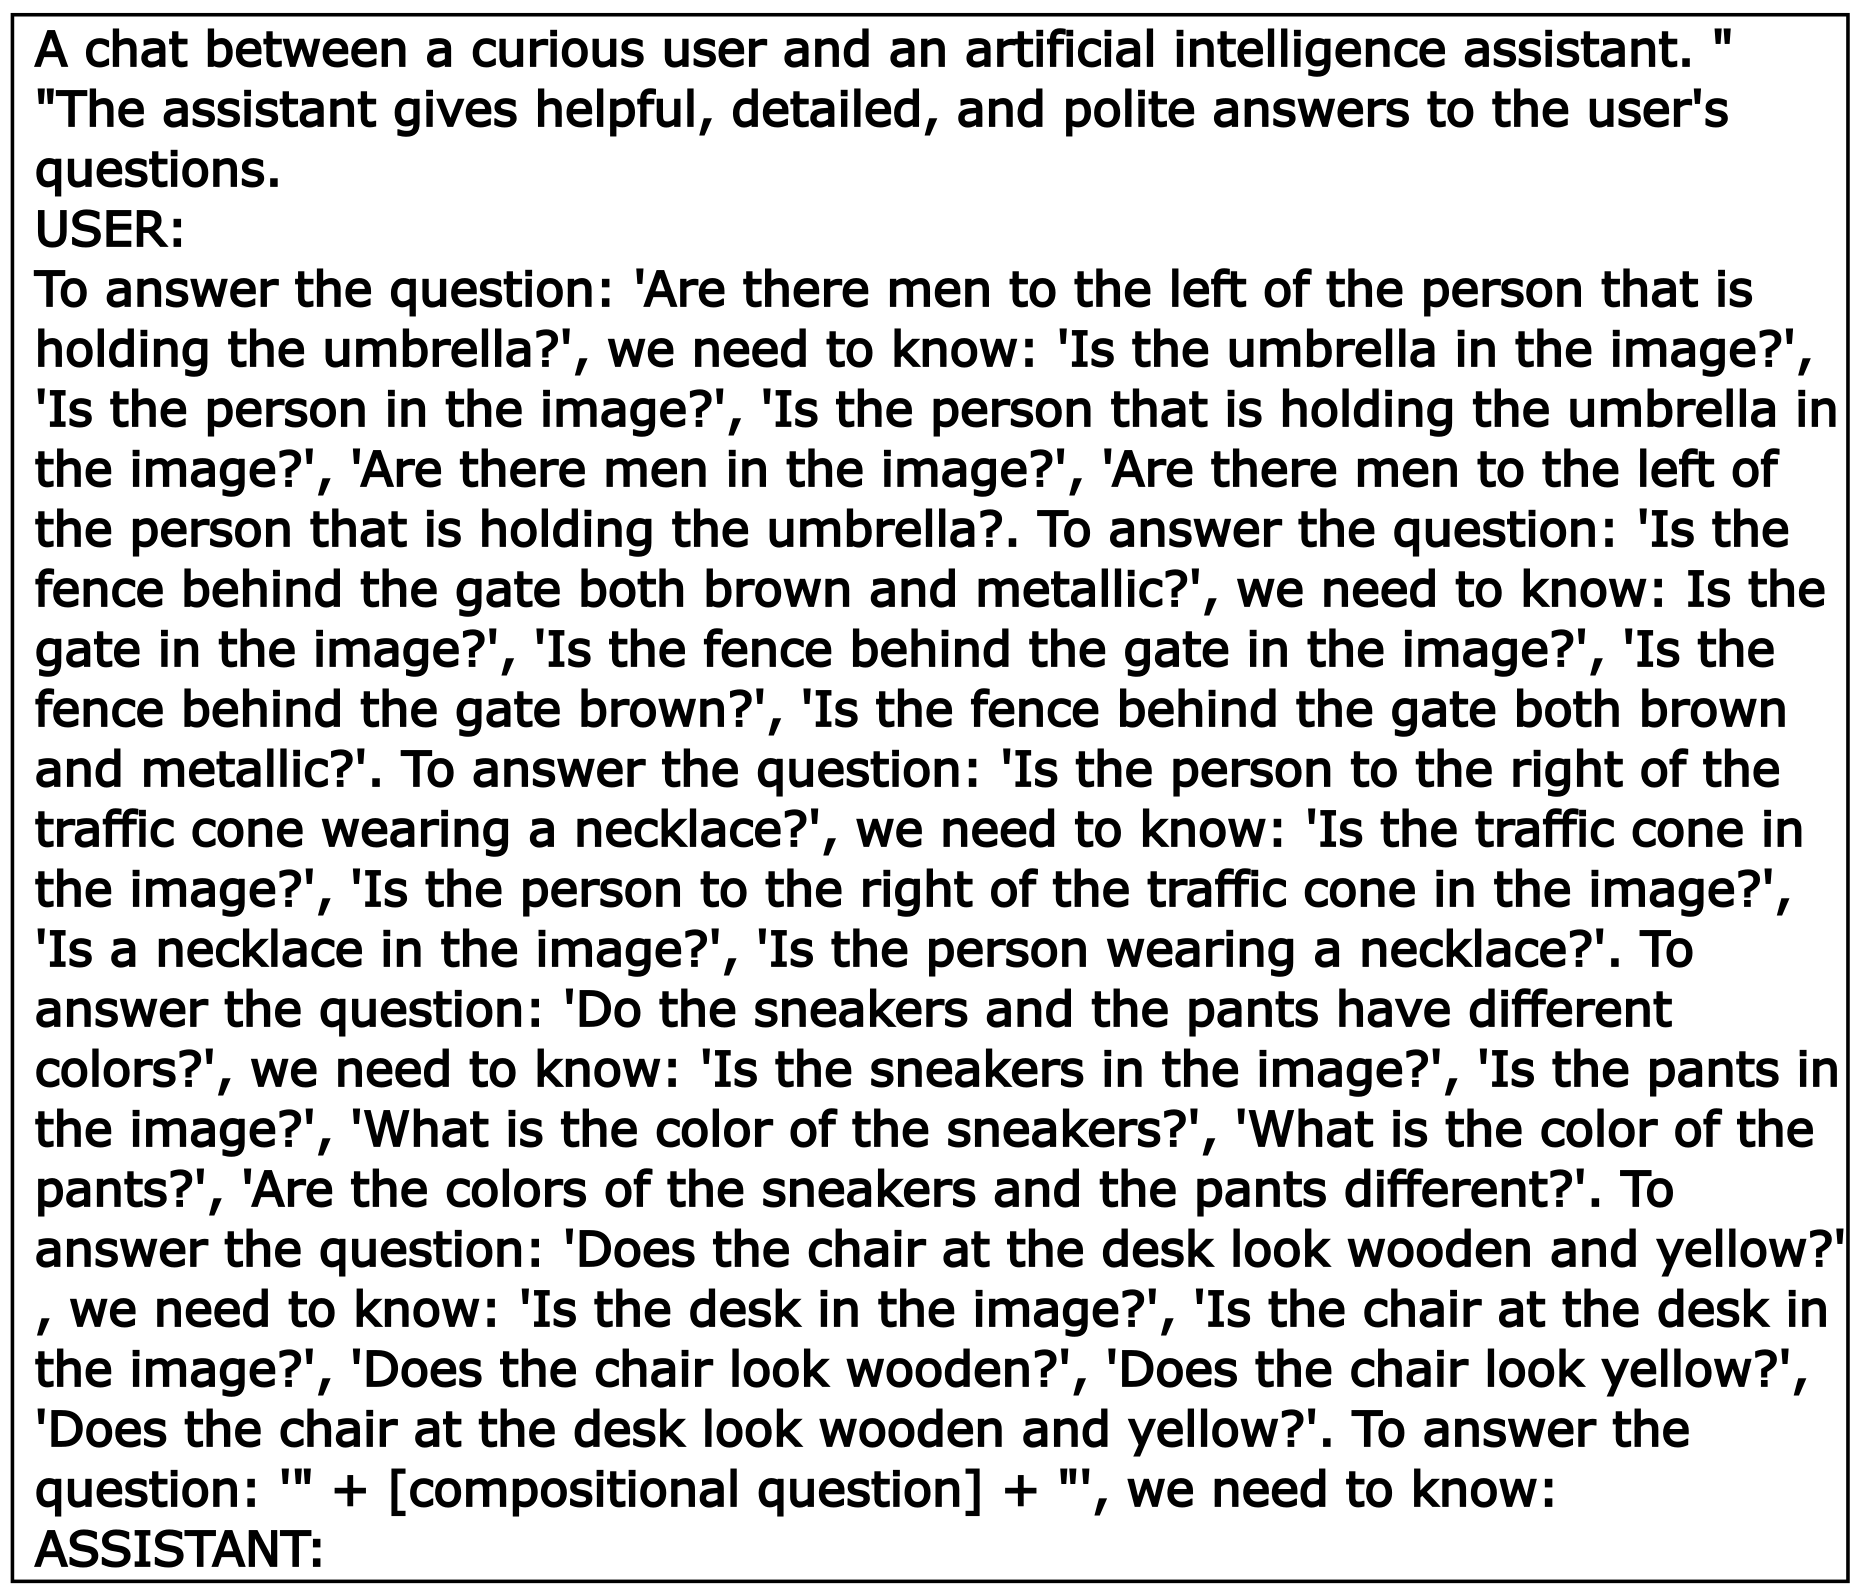 A chat between a curious user and an artificial intelligence assistant. "
"The assistant gives helpful, detailed, and polite answers to the user's
questions.
USER:
To answer the question: 'Are there men to the left of the person that is
holding the umbrella?', we need to know: 'Is the umbrella in the image?',
'Is the person in the image?', 'Is the person that is holding the umbrella in
the image?', 'Are there men in the image?', 'Are there men to the left of
the person that is holding the umbrella?. To answer the question: 'Is the
fence behind the gate both brown and metallic?', we need to know: Is the
gate in the image?', 'Is the fence behind the gate in the image?', 'Is the
fence behind the gate brown?', 'Is the fence behind the gate both brown
and metallic?'. To answer the question: 'Is the person to the right of the
traffic cone wearing a necklace?', we need to know: 'Is the traffic cone in
the image?', 'Is the person to the right of the traffic cone in the image?',
'Is a necklace in the image?', 'Is the person wearing a necklace?'. To
answer the question: 'Do the sneakers and the pants have different
colors?', we need to know: 'Is the sneakers in the image?', 'Is the pants in
the image?', 'What is the color of the sneakers?', 'What is the color of the
pants?', 'Are the colors of the sneakers and the pants different?'. To
answer the question: 'Does the chair at the desk look wooden and yellow?'
, we need to know: 'Is the desk in the image?', 'Is the chair at the desk in
the image?', 'Does the chair look wooden?', 'Does the chair look yellow?',
'Does the chair at the desk look wooden and yellow?'. To answer the
question: '" + [compositional question] + "', we need to know:
ASSISTANT: